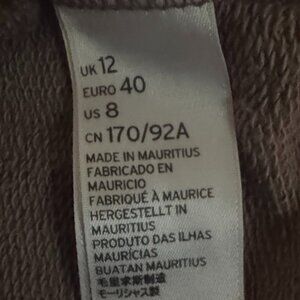 UK 12
EURO 40
US 8
CN 170/92A
MADE IN MAURITIUS
FABRICADO EN
MAURICIO
FABRIQUÉ À MAURICE
HERGESTELLT IN
MAURITIUS
PRODUTO DAS ILHAS
MAURÍCIAS
BUATAN MAURITIUS
毛里求斯制造
モーリシャス製